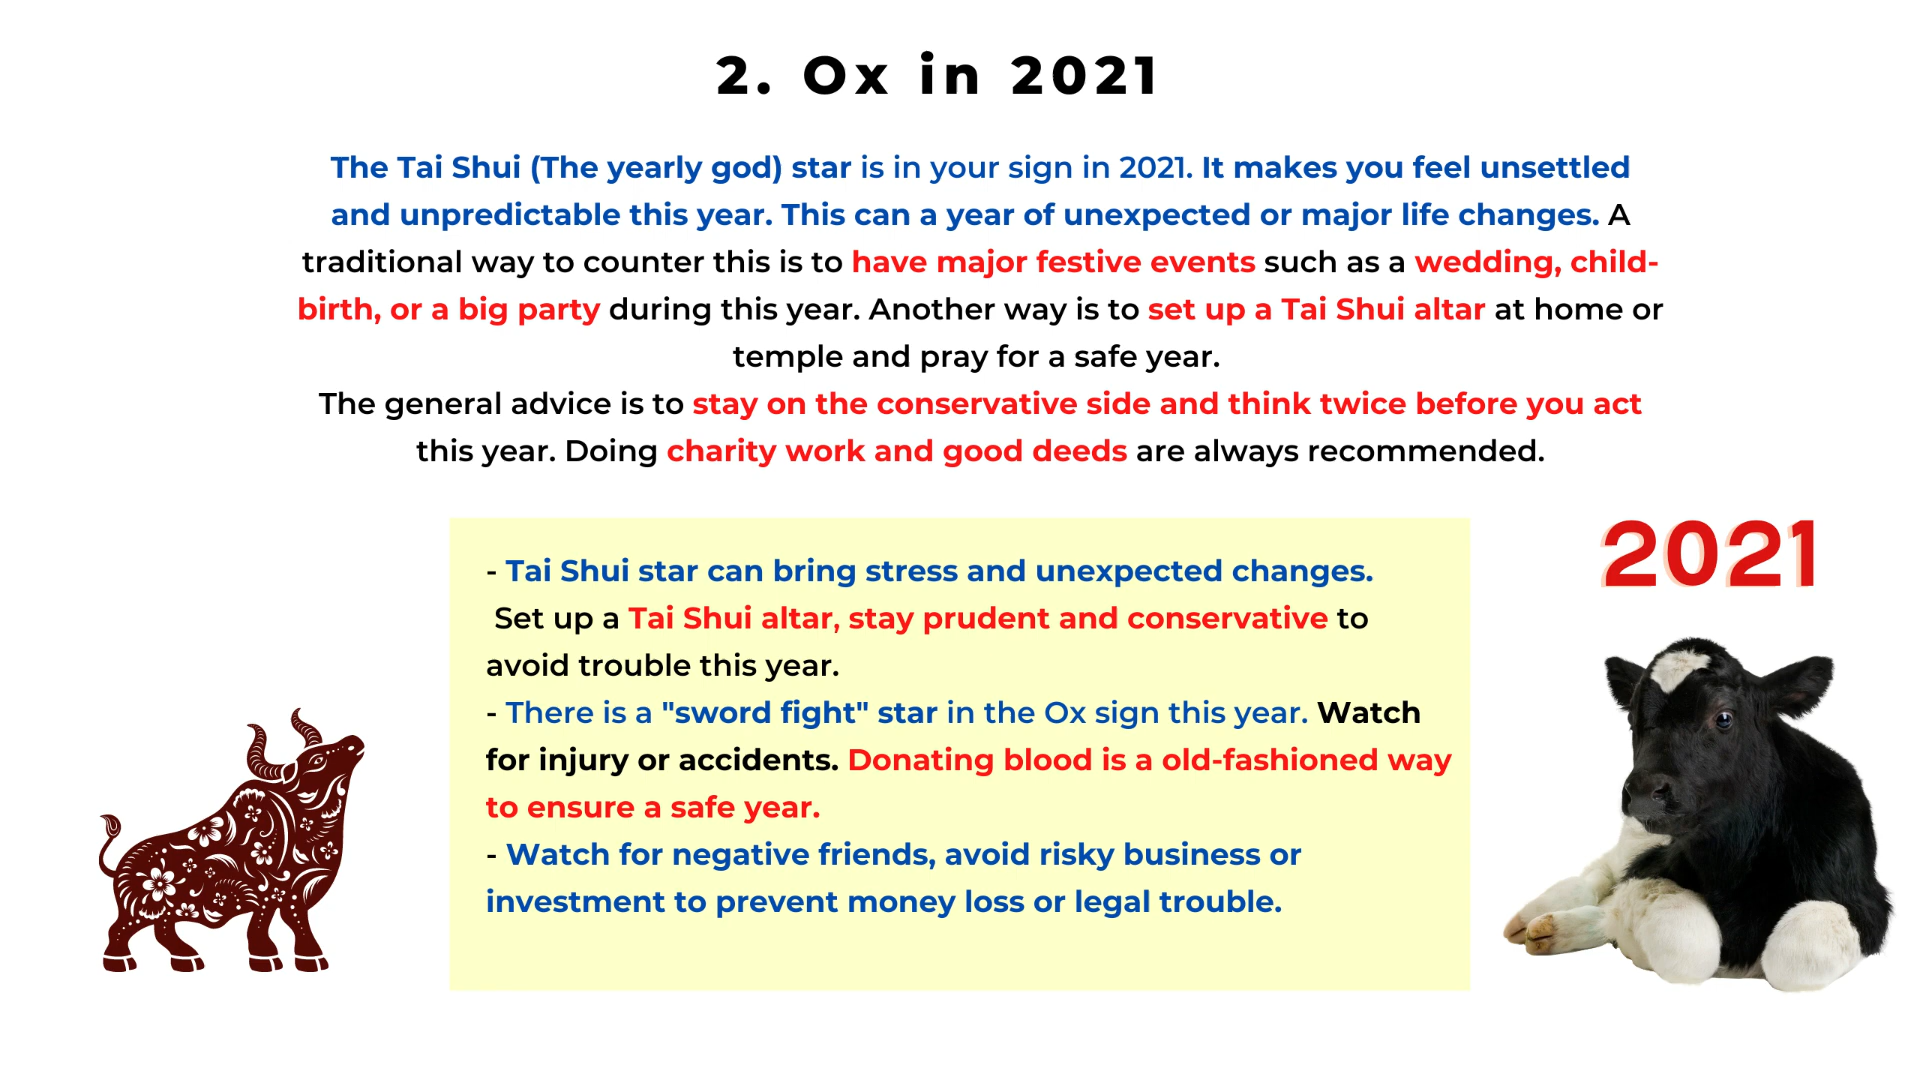 2. Ox in 2021
The Tai Shui (The yearly god) star is in your sign in 2021. It makes you feel unsettled
and unpredictable this year. This can a year of unexpected or major life changes. A
traditional way to counter this is to have major festive events such as a wedding, child-
birth, or a big party during this year. Another way is to set up a Tai Shui altar at home or
temple and pray for a safe year.
The general advice is to stay on the conservative side and think twice before you act
this year. Doing charity work and good deeds are always recommended.
- Tai Shui star can bring stress and unexpected changes.
Set up a Tai Shui altar, stay prudent and conservative to
avoid trouble this year.
- There is a "sword fight" star in the Ox sign this year. Watch
for injury or accidents. Donating blood is a old-fashioned way
to ensure a safe year.
- Watch for negative friends, avoid risky business or
investment to prevent money loss or legal trouble.
2021